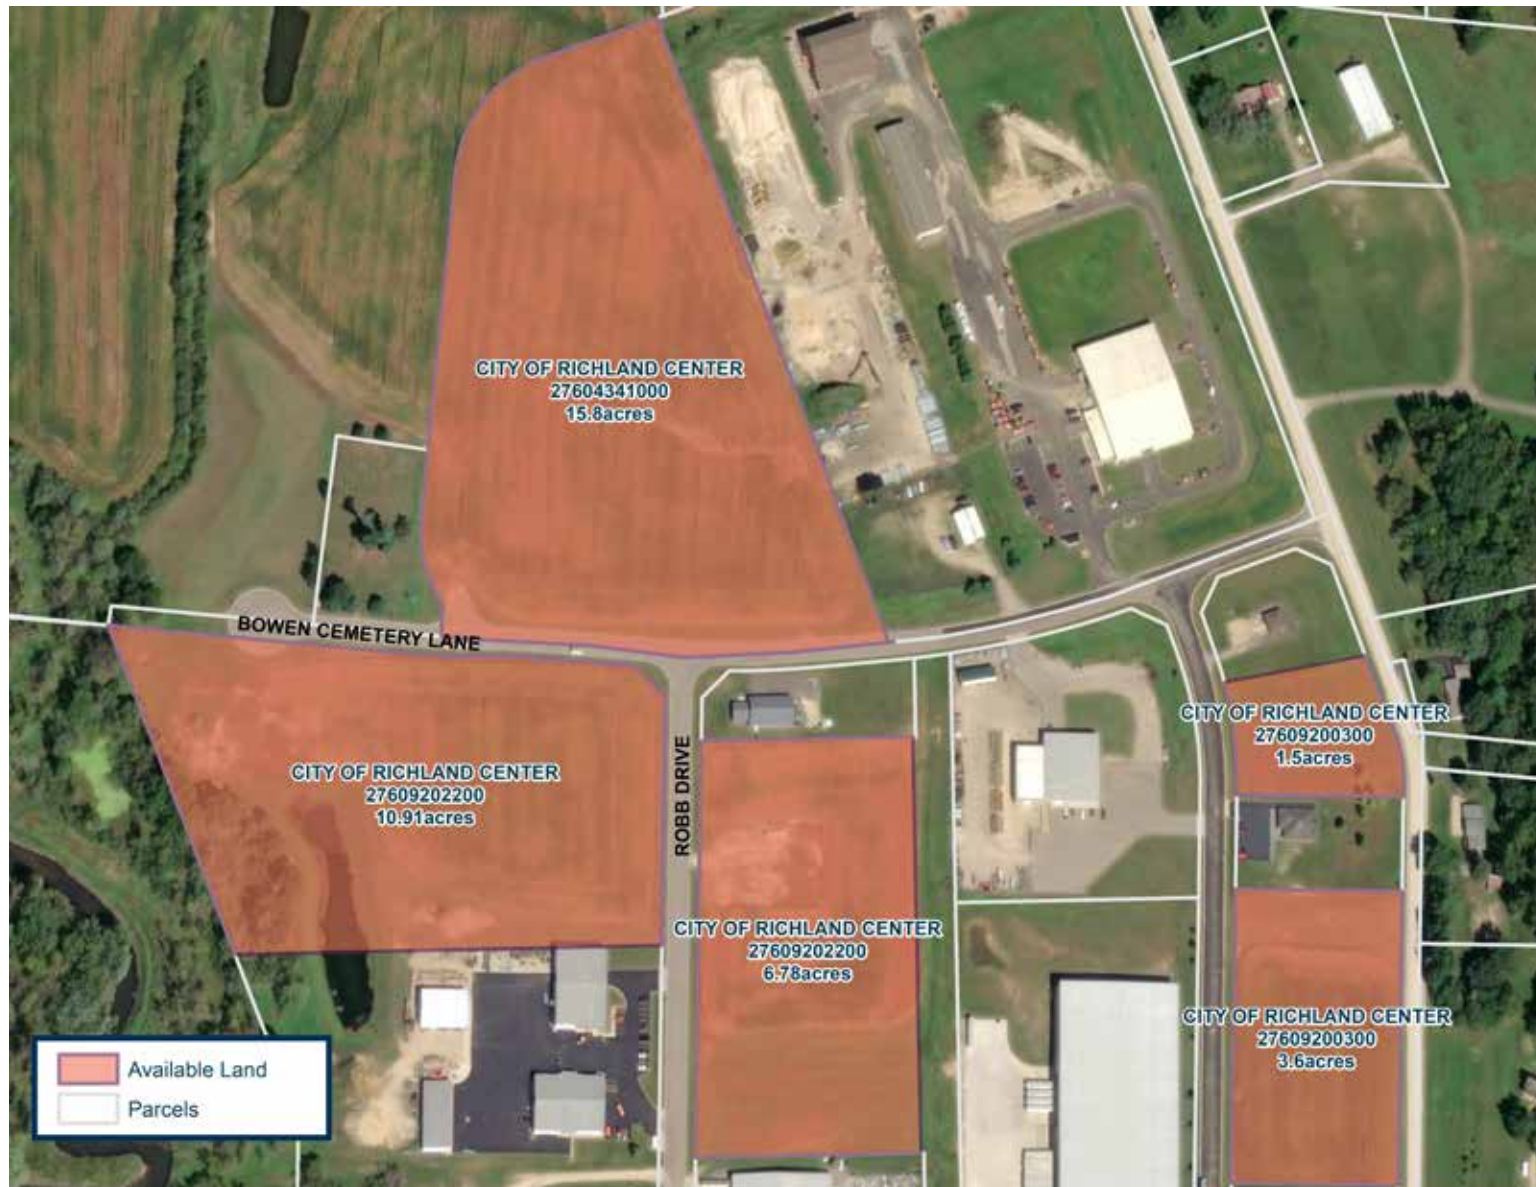 CITY OF RICHLAND CENTER
27604341000
15.8acres
BOWEN CEMETERY LANE
CITY OF RICHLAND CENTER
27609202200
10.91acres
ROBB DRIVE
CITY OF RICHLAND CENTER
27609200300
1.5acres
CITY OF RICHLAND CENTER
27609202200
6.78acres
CITY OF RICHLAND CENTER
27609200300
3.6acres
Available Land
Parcels